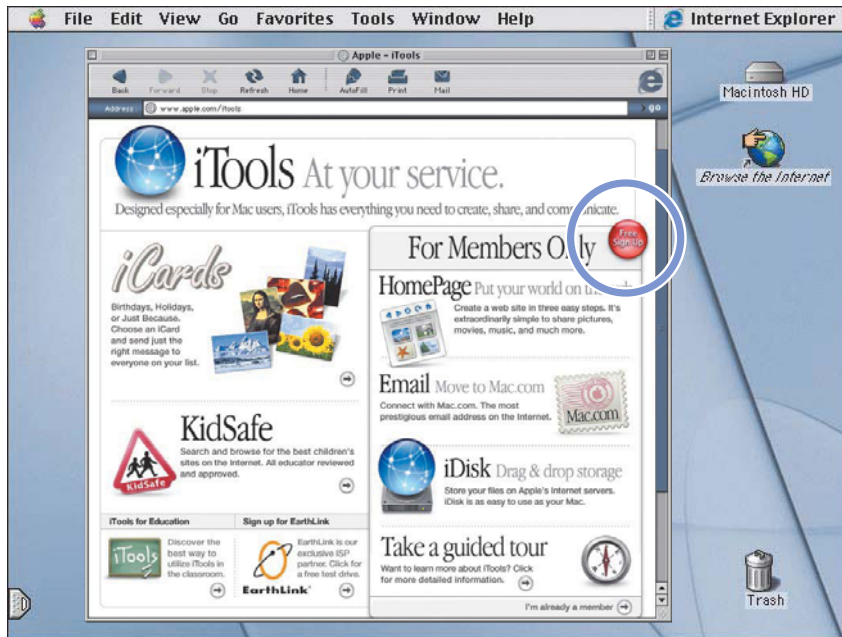 File Edit View Go Favorites Tools Window Help
Internet Explorer
Apple - iTools
Back Forward Stop Refresh Home AutoFill Print Mail
Address: www.apple.com/itools
go
Macintosh HD
Browse the Internet
iTools At your service.
Designed especially for Mac users, iTools has everything you need to create, share, and communicate.
iCards
Birthdays, Holidays,
or Just Because.
Choose an iCard
and send just the
right message to
everyone on your list.
KidSafe
Search and browse for the best children's
sites on the Internet. All educator reviewed
and approved.
KidSafe
iTools for Education
Sign up for EarthLink
iTools
Discover the
best way to
utilize iTools in
the classroom.
EarthLink
EarthLink is our
exclusive ISP
partner. Click for
a free test drive.
For Members Only
Free
Sign Up
HomePage Put your world on the
Create a web site in three easy steps. It's
extraordinarily simple to share pictures,
movies, music, and much more.
Email Move to Mac.com
Connect with Mac.com. The most
prestigious email address on the Internet.
Mac.com
iDisk Drag & drop storage
Store your files on Apple's Internet servers.
iDisk is as easy to use as your Mac.
Take a guided tour
Want to learn more about iTools? Click
for more detailed information.
I'm already a member
Trash